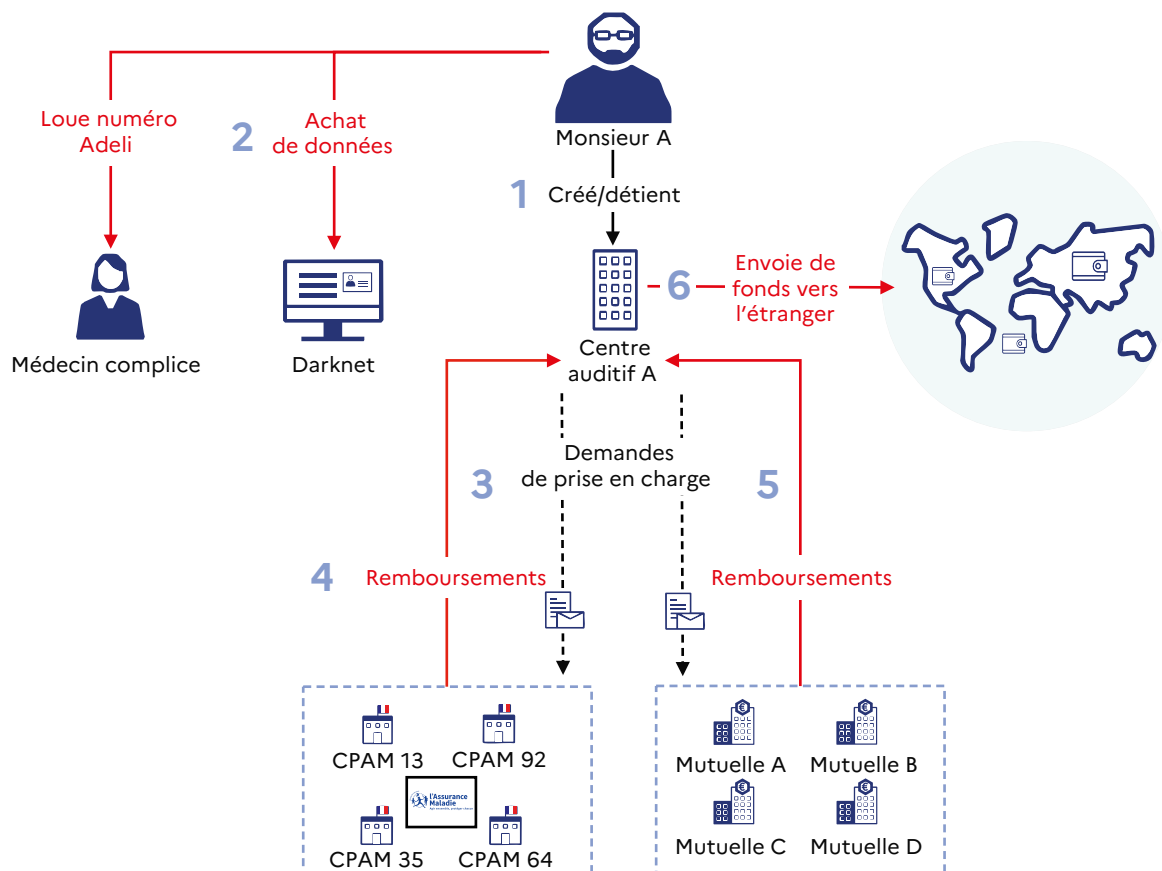 Monsieur A
Loue numéro
Adeli
2
Achat
de données
1
Créé/détient
Médecin complice
Darknet
Centre
auditif A
6
Envoie de
fonds vers
l'étranger
3
Demandes
de prise en charge
5
4
Remboursements
Remboursements
CPAM 13
CPAM 92
l'Assurance
Maladie
CPAM 35
CPAM 64
Mutuelle A
Mutuelle B
Mutuelle C
Mutuelle D